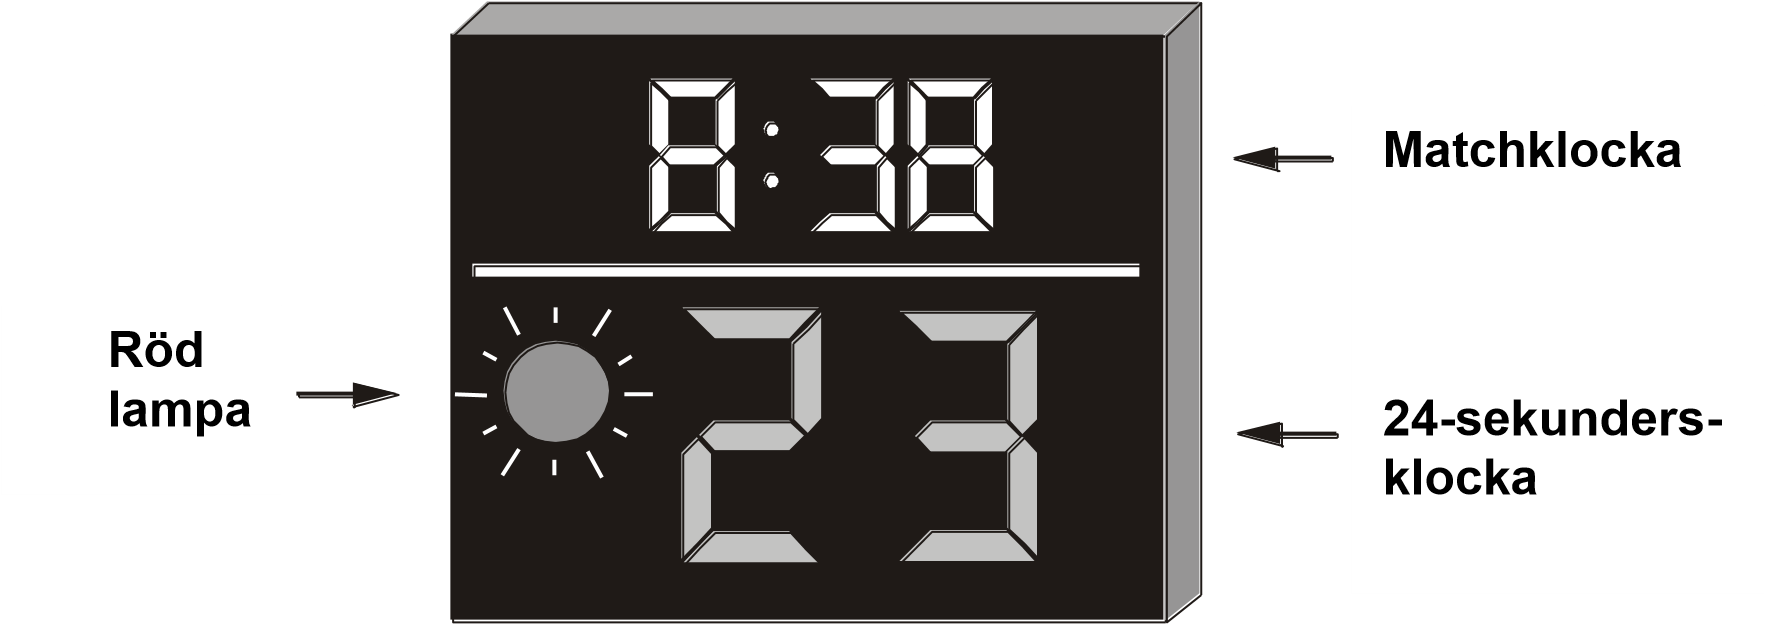 8:38
Matchklocka
Röd
lampa
23
24-sekunders-
klocka